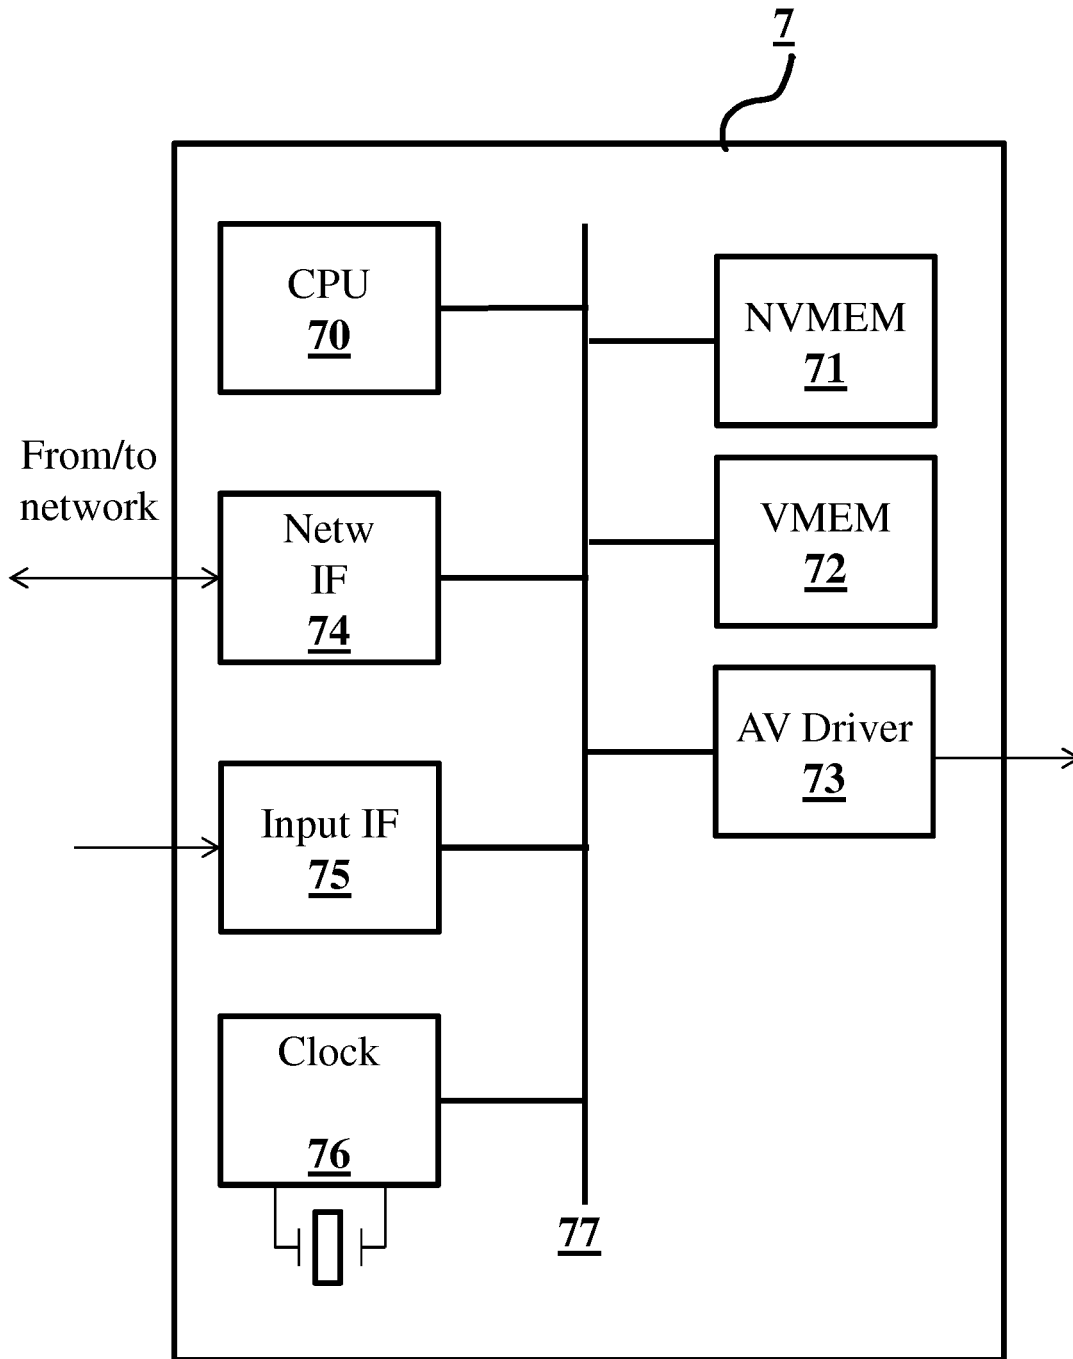 7
CPU
70
NVMEM
71
From/to
network
Netw
IF
74
VMEM
72
AV Driver
73
Input IF
75
Clock
76
77